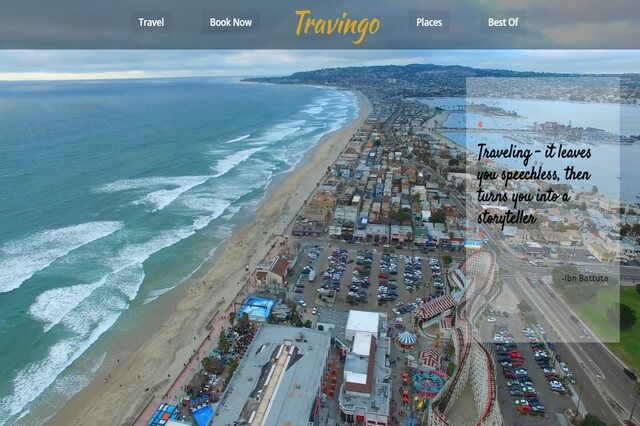 Travel
Book Now
Travingo
Places
Best Of
Traveling - it leaves
you speechless, then
turns you into a
storyteller
-Ibn Battuta